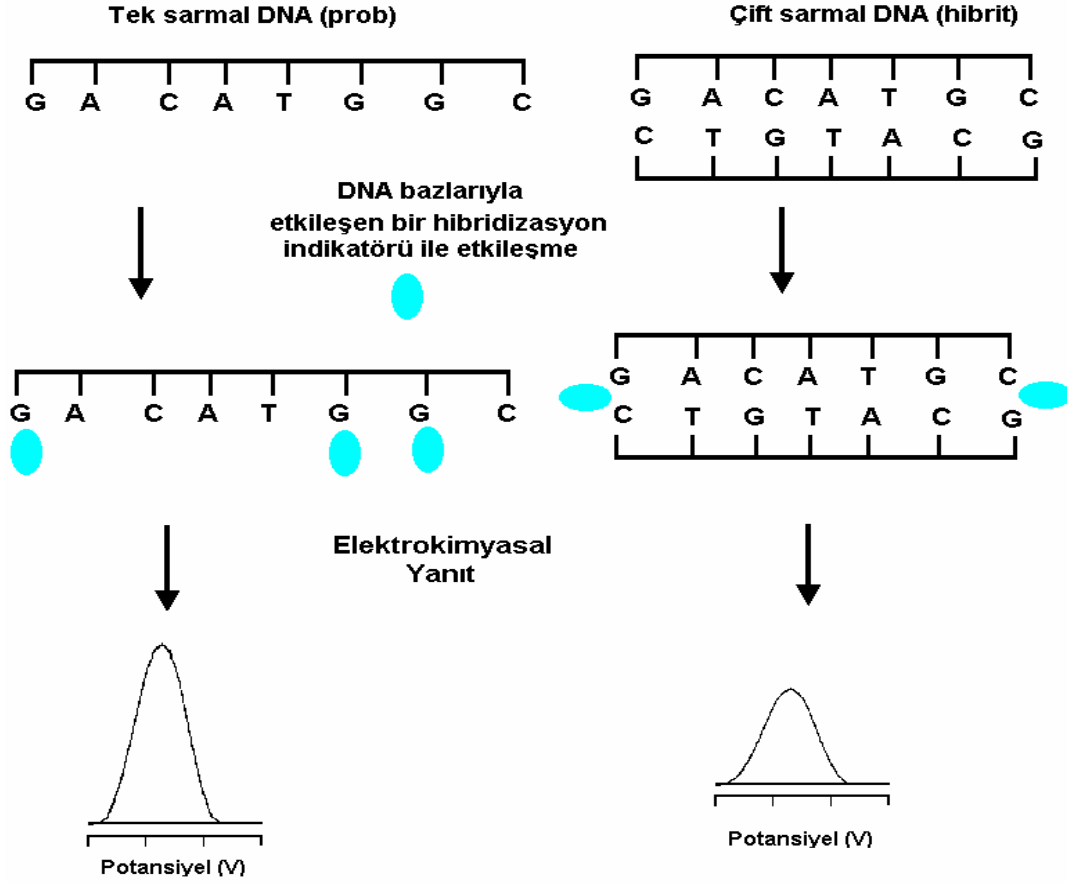 Tek sarmal DNA (prob)
Çift sarmal DNA (hibrit)
G A C A T G G C
G A C A T G C
C T G T A C G
DNA bazlarıyla
etkileşen bir hibridizasyon
indikatörü ile etkileşme
G A C A T G G C
G A C A T G C
C T G T A C G
Elektrokimyasal
Yanıt
Potansiyel (V)
Potansiyel (V)